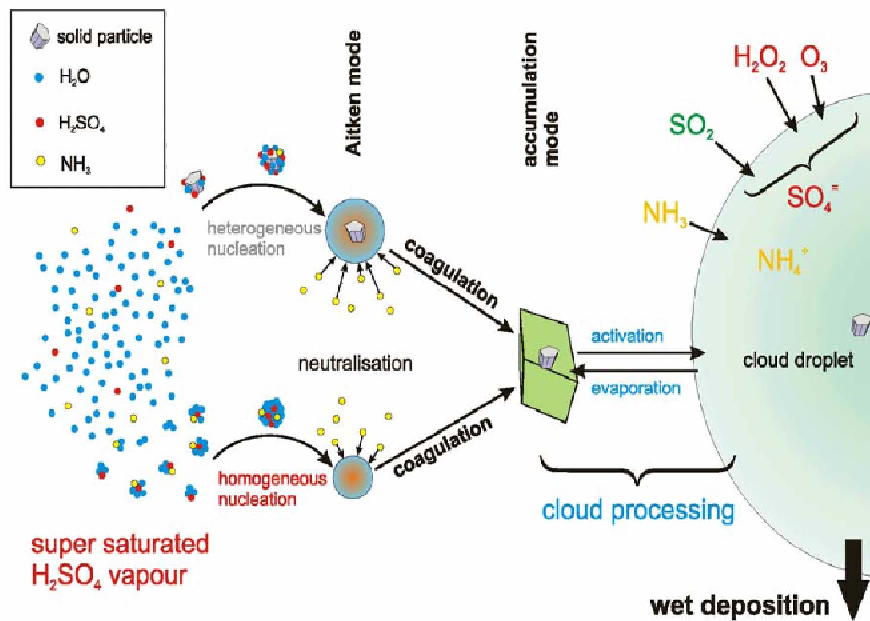 solid particle
H₂O
H₂SO₄
NH₃
Aitken mode
accumulation
mode
H₂O₂ O₃
SO₂
SO₄⁼
NH₃
NH₄⁺
heterogeneous
nucleation
coagulation
neutralisation
activation
evaporation
cloud droplet
homogeneous
nucleation
coagulation
cloud processing
super saturated
H₂SO₄ vapour
wet deposition